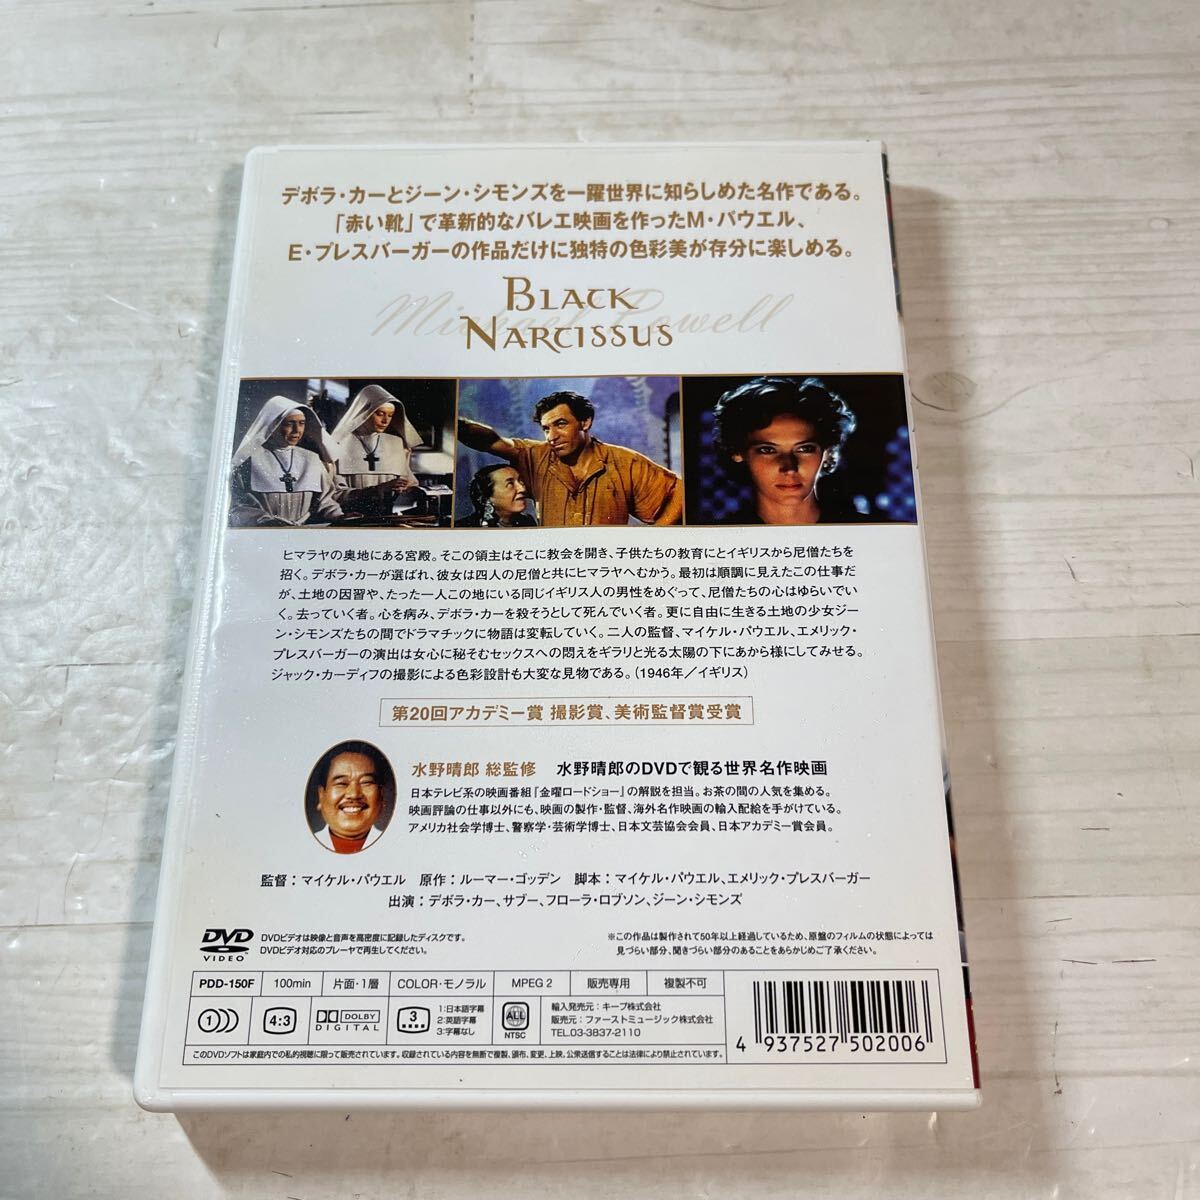 デボラ・カーとジーン・シモンズを一躍世界に知らしめた名作である。
「赤い靴」で革新的なバレエ映画を作ったM・パウエル、
E・プレスバーガーの作品だけに独特の色彩美が存分に楽しめる。
Michael Powell
BLACK
NARCISSUS
ヒマラヤの奥地にある宮殿。そこの領主はそこに教会を開き、子供たちの教育にとイギリスから尼僧たちを
招く。デボラ・カーが選ばれ、彼女は四人の尼僧と共にヒマラヤへむかう。最初は順調に見えたこの仕事だ
が、土地の因習や、たった一人この地にいる同じイギリス人の男性をめぐって、尼僧たちの心はゆらいでい
く。去っていく者。心を病み、デボラ・カーを殺そうとして死んでいく者。更に自由に生きる土地の少女ジー
ン・シモンズたちの間でドラマチックに物語は変転していく。二人の監督、マイケル・パウエル、エメリック・
プレスバーガーの演出は女心に秘そむセックスへの悶えをギラリと光る太陽の下にあから様にしてみせる。
ジャック・カーディフの撮影による色彩設計も大変な見物である。(1946年/イギリス)
第20回アカデミー賞 撮影賞、美術監督賞受賞
水野晴郎 総監修 水野晴郎のDVDで観る世界名作映画
日本テレビ系の映画番組『金曜ロードショー』の解説を担当。お茶の間の人気を集める。
映画評論の仕事以外にも、映画の製作・監督、海外名作映画の輸入配給を手がけている。
アメリカ社会学博士、警察学・芸術学博士、日本文芸協会会員、日本アカデミー賞会員。
監督:マイケル・パウエル 原作:ルーマー・ゴッデン 脚本:マイケル・パウエル、エメリック・プレスバーガー
出演:デボラ・カー、サブー、フローラ・ロブソン、ジーン・シモンズ
DVD
VIDEO
DVDビデオは映像と音声を高密度に記録したディスクです。
DVDビデオ対応のプレーヤで再生してください。
※この作品は製作されて50年以上経過しているため、原盤のフィルムの状態によっては
見づらい部分、聞きづらい部分のあることをあらかじめご了承ください。
PDD-150F 100min 片面・1層 COLOR・モノラル MPEG 2 販売専用 複製不可
1 4:3 DOLBY DIGITAL 3 1:日本語字幕 2:英語字幕 3:字幕なし ALL NTSC
輸入発売元:キープ株式会社
販売元:ファーストミュージック株式会社
TEL.03-3837-2110
このDVDソフトは家庭内での私的視聴に限って販売されています。収録されている内容を無断で複製、頒布、変更、上映、公衆送信することは法律により禁止されています。
4 937527 502006